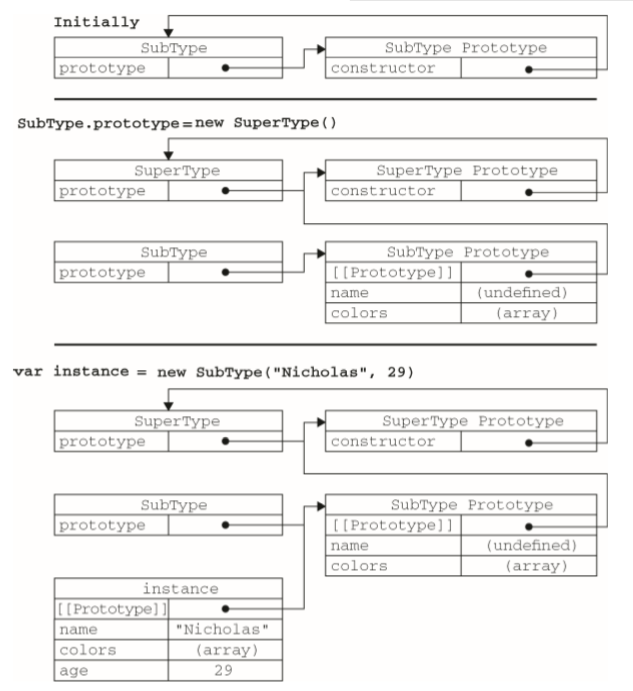 Initially
SubType
SubType Prototype
prototype
constructor
SubType.prototype=new SuperType()
SuperType
SuperType Prototype
prototype
constructor
SubType
SubType Prototype
prototype
[[Prototype]]
name
(undefined)
colors
(array)
var instance = new SubType("Nicholas", 29)
SuperType
SuperType Prototype
prototype
constructor
SubType
SubType Prototype
prototype
[[Prototype]]
name
(undefined)
colors
(array)
instance
[[Prototype]]
name
"Nicholas"
colors
(array)
age
29